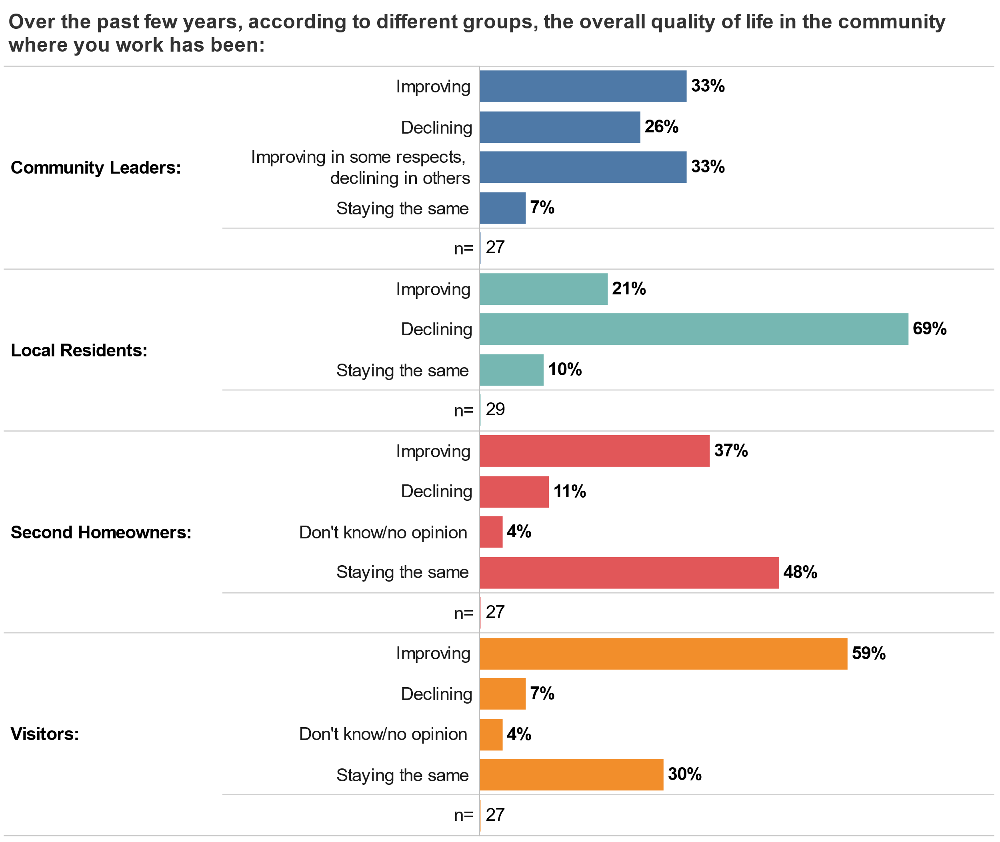 Over the past few years, according to different groups, the overall quality of life in the community
where you work has been:
Community Leaders:
Improving 33%
Declining 26%
Improving in some respects,
declining in others 33%
Staying the same 7%
n= 27
Local Residents:
Improving 21%
Declining 69%
Staying the same 10%
n= 29
Second Homeowners:
Improving 37%
Declining 11%
Don't know/no opinion 4%
Staying the same 48%
n= 27
Visitors:
Improving 59%
Declining 7%
Don't know/no opinion 4%
Staying the same 30%
n= 27